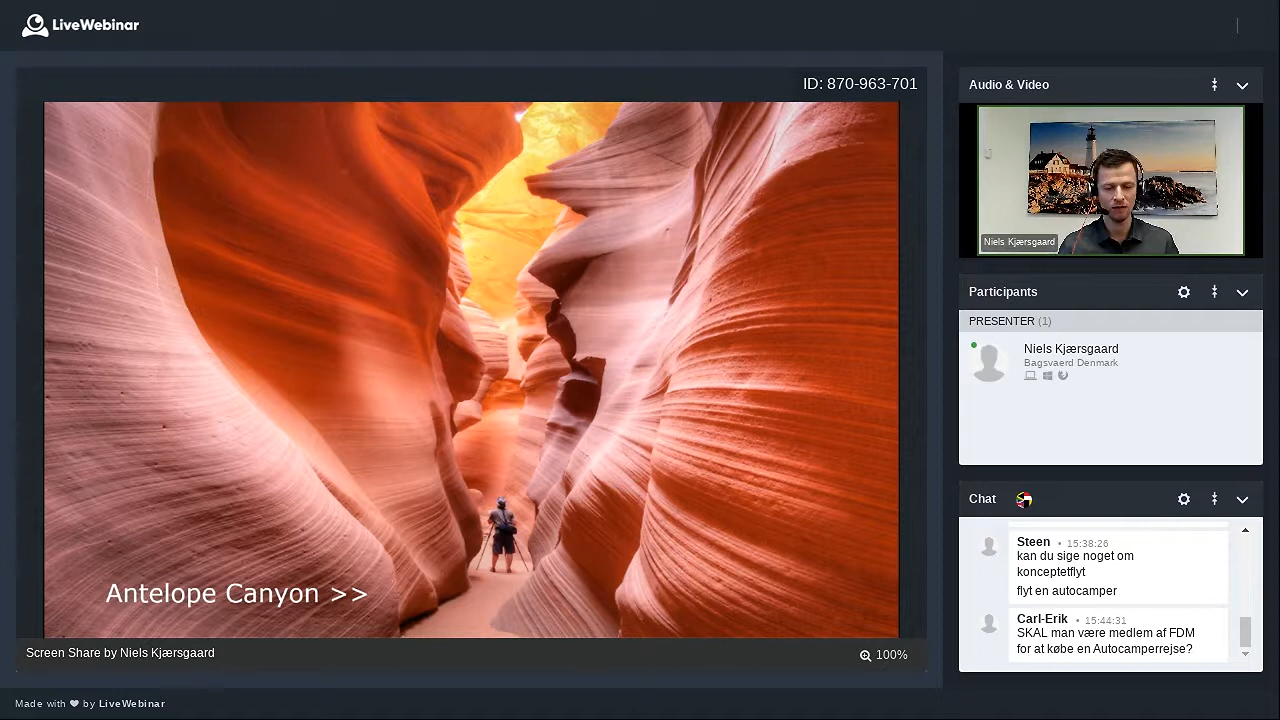 LiveWebinar
ID: 870-963-701
Antelope Canyon >>
Screen Share by Niels Kjærsgaard
100%
Made with ❤ by LiveWebinar
Audio & Video
Niels Kjærsgaard
Participants
PRESENTER (1)
Niels Kjærsgaard
Bagsvaerd Denmark
Chat
Steen • 15:38:26
kan du sige noget om
konceptetflyt
flyt en autocamper
Carl-Erik • 15:44:31
SKAL man være medlem af FDM
for at købe en Autocamperrejse?